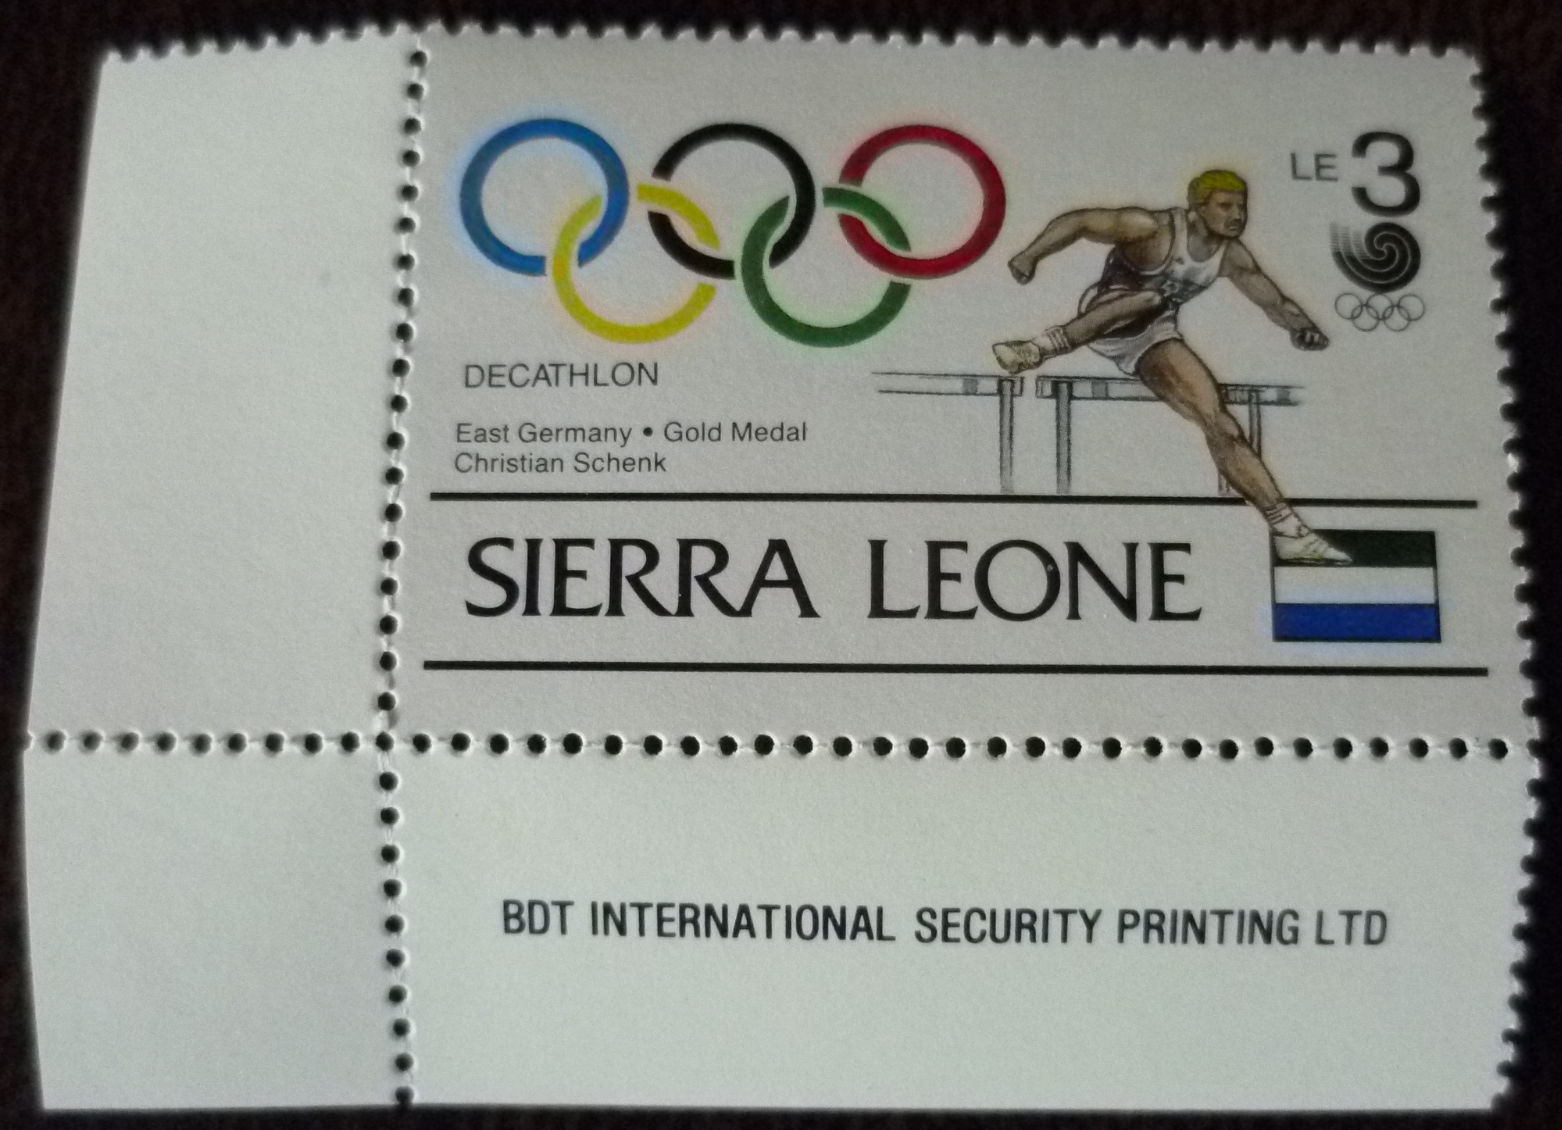 LE 3
DECATHLON
East Germany • Gold Medal
Christian Schenk
SIERRA LEONE
BDT INTERNATIONAL SECURITY PRINTING LTD